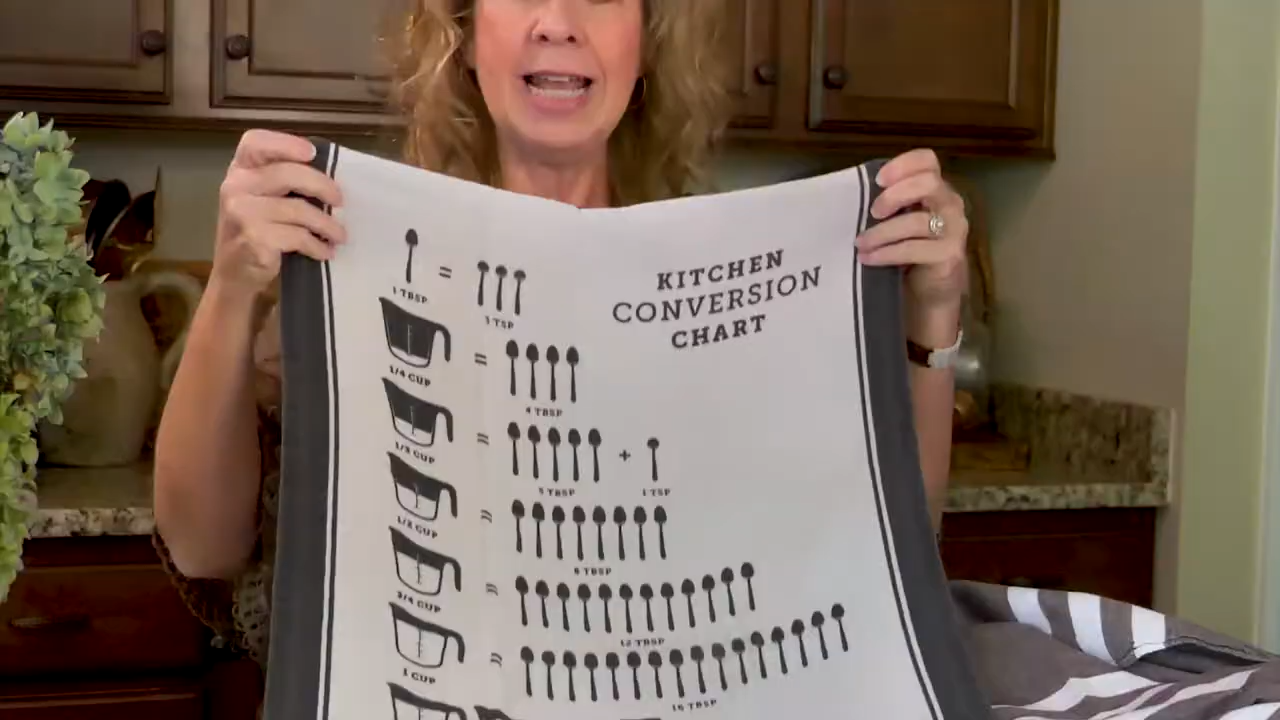 KITCHEN
CONVERSION
CHART
1 TBSP = 3 TSP
1/4 CUP = 4 TBSP
1/3 CUP = 5 TBSP + 1 TSP
1/2 CUP = 8 TBSP
3/4 CUP = 12 TBSP
1 CUP = 16 TBSP